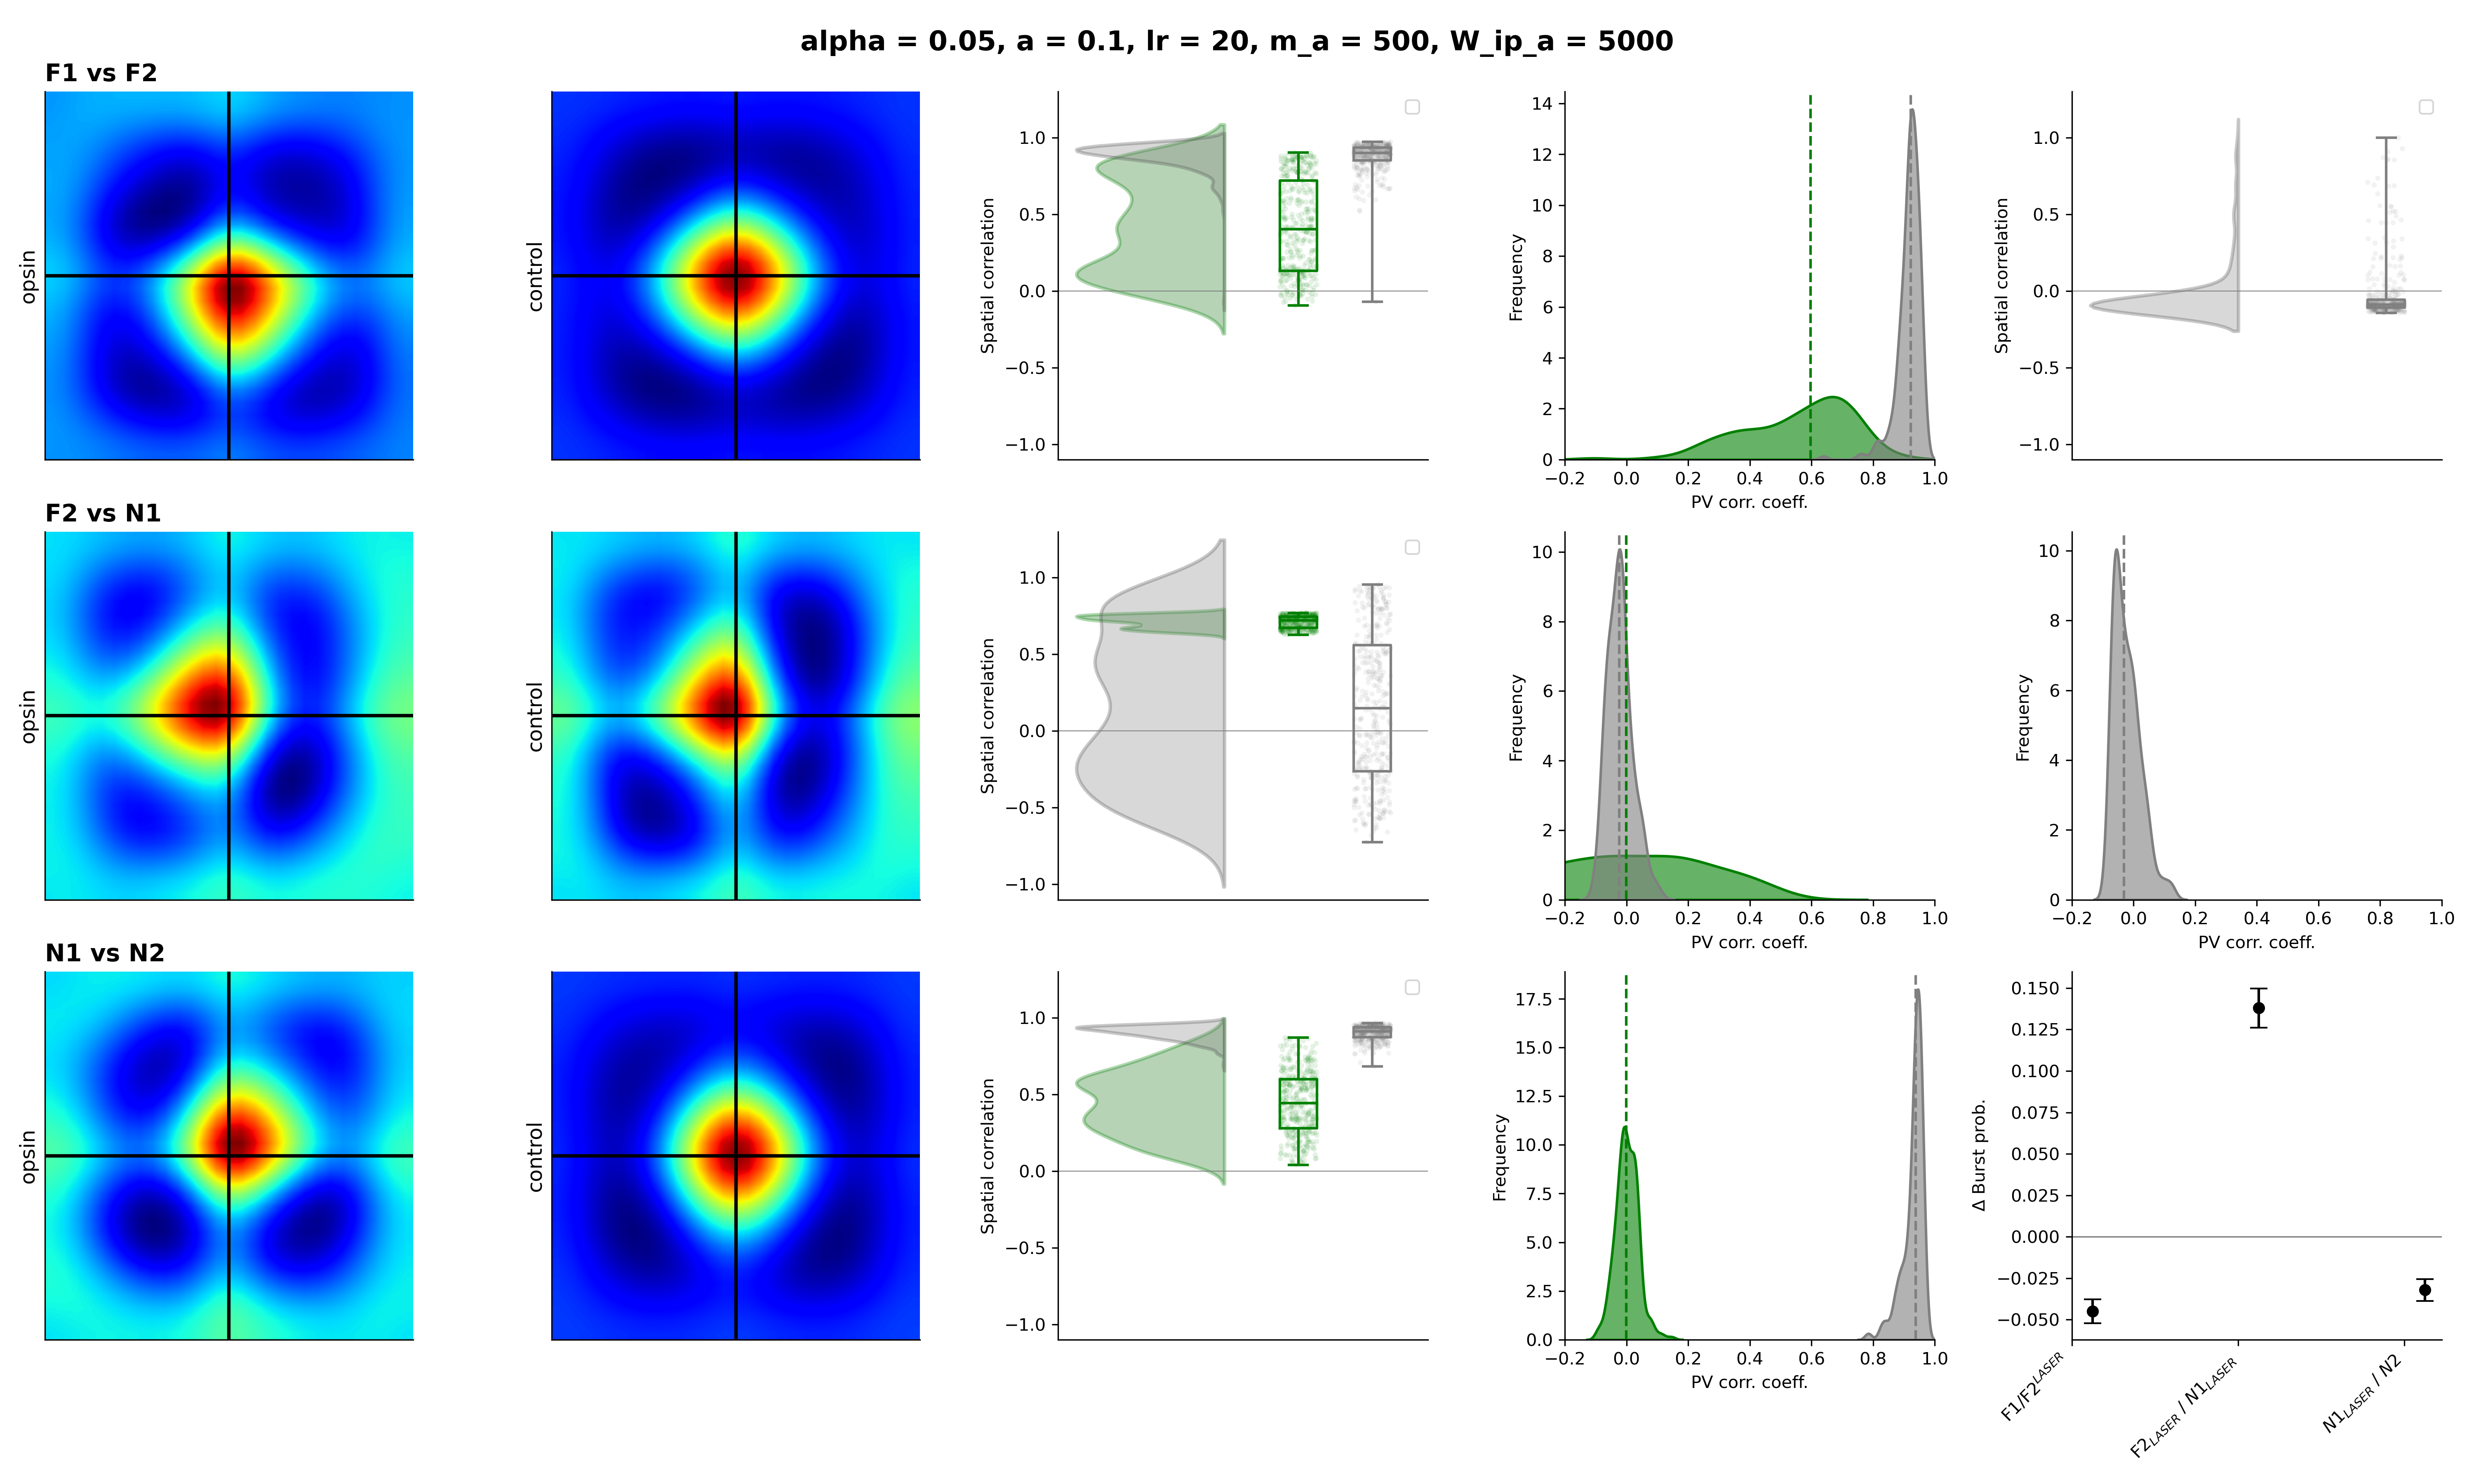 alpha = 0.05, a = 0.1, lr = 20, m_a = 500, W_ip_a = 5000
F1 vs F2
opsin
control
Spatial correlation
1.0
0.5
0.0
−0.5
−1.0
Frequency
14
12
10
8
6
4
2
0
−0.2 0.0 0.2 0.4 0.6 0.8 1.0
PV corr. coeff.
Spatial correlation
1.0
0.5
0.0
−0.5
−1.0
F2 vs N1
opsin
control
Spatial correlation
1.0
0.5
0.0
−0.5
−1.0
Frequency
10
8
6
4
2
0
−0.2 0.0 0.2 0.4 0.6 0.8 1.0
PV corr. coeff.
Frequency
10
8
6
4
2
0
−0.2 0.0 0.2 0.4 0.6 0.8 1.0
PV corr. coeff.
N1 vs N2
opsin
control
Spatial correlation
1.0
0.5
0.0
−0.5
−1.0
Frequency
17.5
15.0
12.5
10.0
7.5
5.0
2.5
0.0
−0.2 0.0 0.2 0.4 0.6 0.8 1.0
PV corr. coeff.
Δ Burst prob.
0.150
0.125
0.100
0.075
0.050
0.025
0.000
−0.025
−0.050
F1/F2^LASER
F2_LASER / N1_LASER
N1_LASER / N2